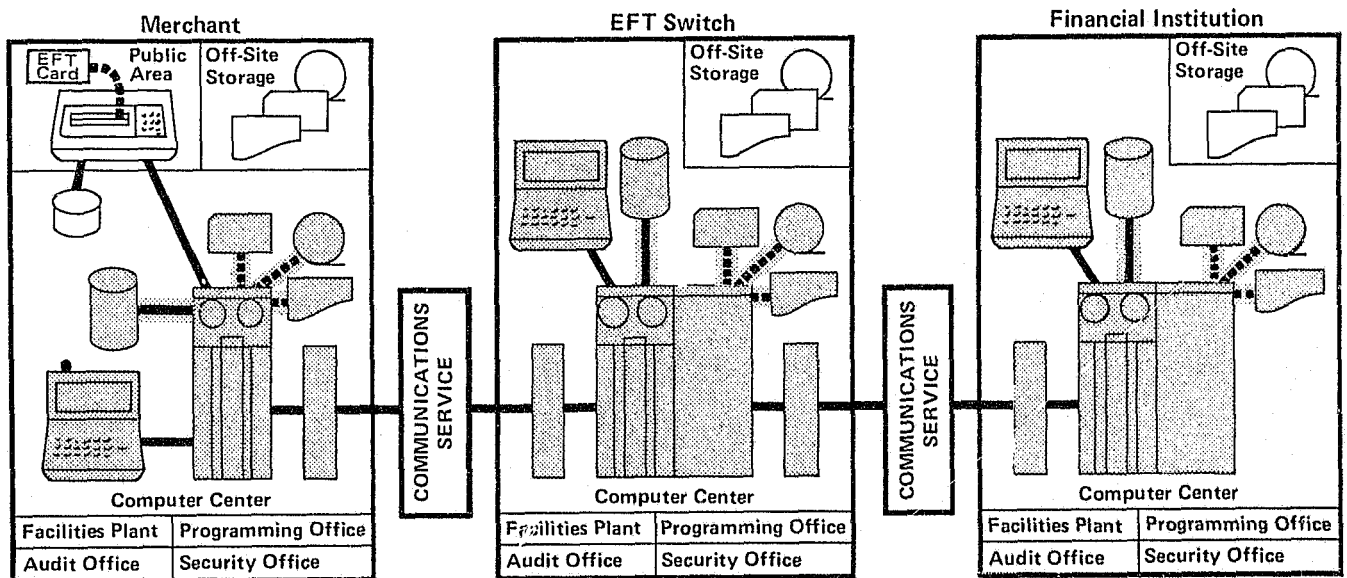 Merchant
EFT Switch
Financial Institution
EFT
Card
Public
Area
Off-Site
Storage
Off-Site
Storage
Off-Site
Storage
COMMUNICATIONS
SERVICE
COMMUNICATIONS
SERVICE
Computer Center
Facilities Plant
Programming Office
Audit Office
Security Office
Computer Center
Facilities Plant
Programming Office
Audit Office
Security Office
Computer Center
Facilities Plant
Programming Office
Audit Office
Security Office